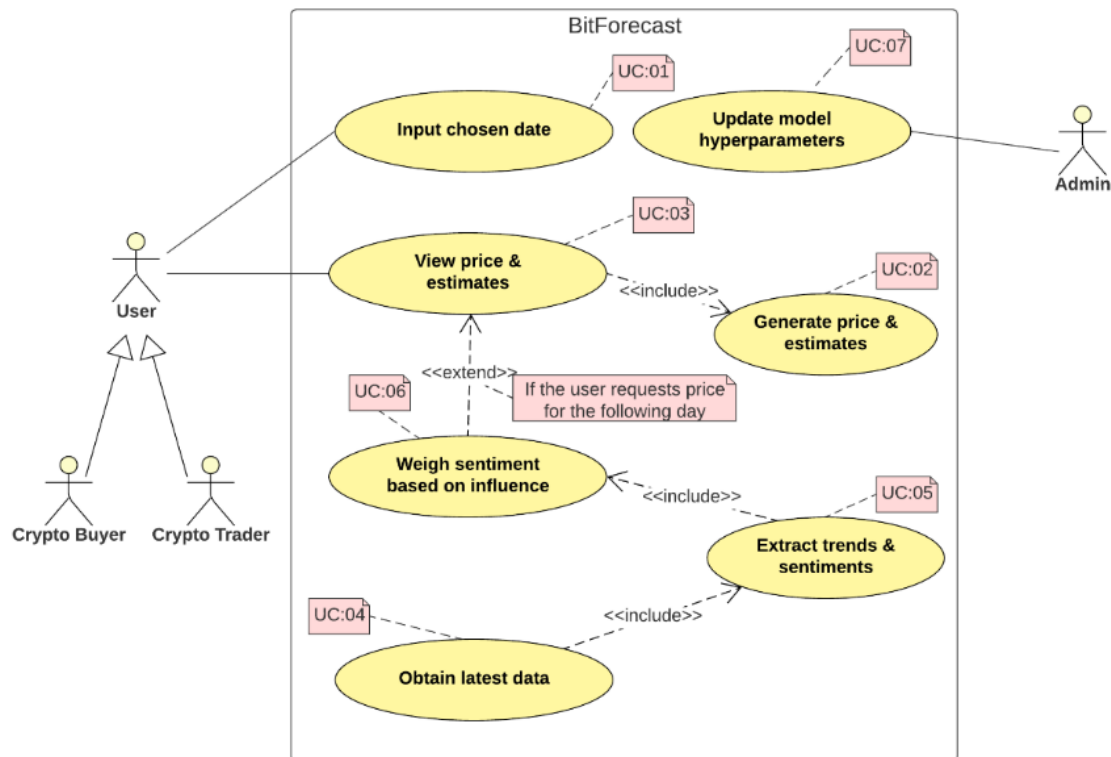 BitForecast
UC:01
UC:07
Input chosen date
Update model
hyperparameters
Admin
UC:03
View price &
estimates
User
UC:02
<<include>>
Generate price &
estimates
<<extend>>
If the user requests price
for the following day
UC:06
Weigh sentiment
based on influence
UC:05
<<include>>
Crypto Buyer
Crypto Trader
Extract trends &
sentiments
UC:04
<<include>>
Obtain latest data